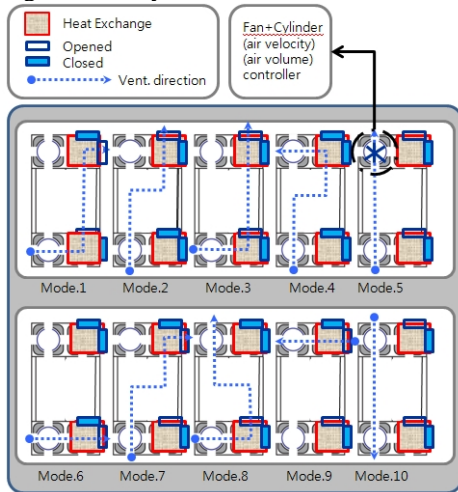 Heat Exchange
Opened
Closed
Vent. direction
Fan+Cylinder
(air velocity)
(air volume)
controller
Mode.1 Mode.2 Mode.3 Mode.4 Mode.5
Mode.6 Mode.7 Mode.8 Mode.9 Mode.10